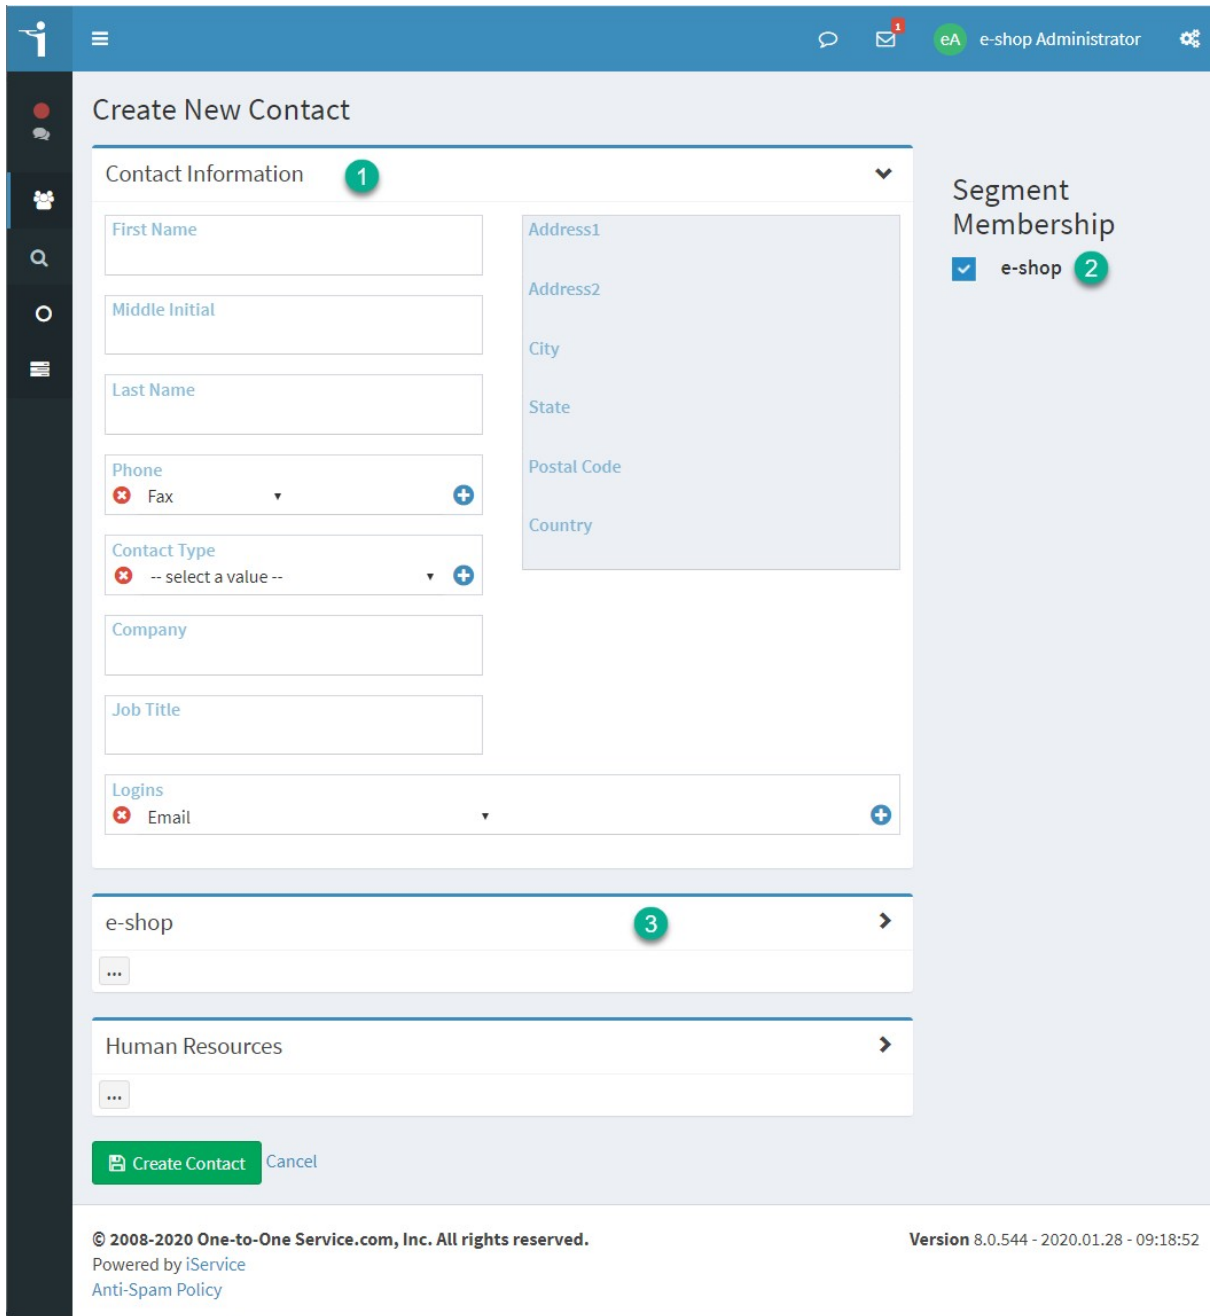 1
eA e-shop Administrator
Create New Contact
Contact Information 1
First Name
Middle Initial
Last Name
Phone
Fax
Contact Type
-- select a value --
Company
Job Title
Address1
Address2
City
State
Postal Code
Country
Logins
Email
Segment
Membership
e-shop 2
e-shop 3
...
Human Resources
...
Create Contact Cancel
© 2008-2020 One-to-One Service.com, Inc. All rights reserved.
Powered by iService
Anti-Spam Policy
Version 8.0.544 - 2020.01.28 - 09:18:52